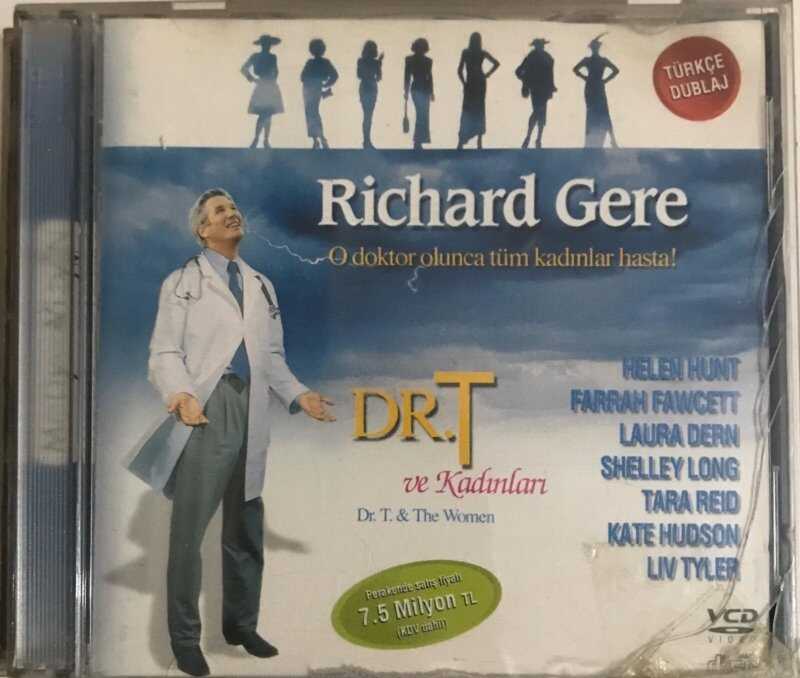 TÜRKÇE
DUBLAJ
Richard Gere
O doktor olunca tüm kadınlar hasta!
HELEN HUNT
FARRAH FAWCETT
LAURA DERN
SHELLEY LONG
TARA REID
KATE HUDSON
LIV TYLER
DR.T
ve Kadınları
Dr. T. & The Women
Perakende satış fiyatı
7.5 Milyon TL
(KDV dahil)
VCD
VIDEO